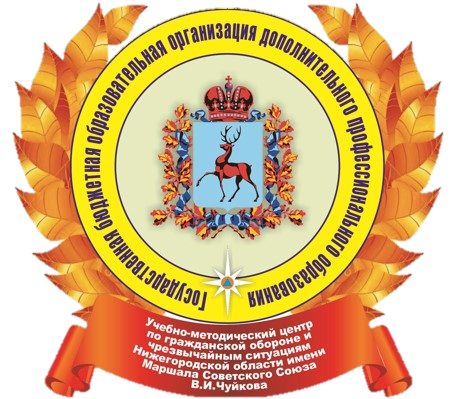 Государственная бюджетная образовательная организация дополнительного профессионального образования
Учебно-методический центр
по гражданской обороне и
чрезвычайным ситуациям
Нижегородской области имени
Маршала Советского Союза
В.И.Чуйкова